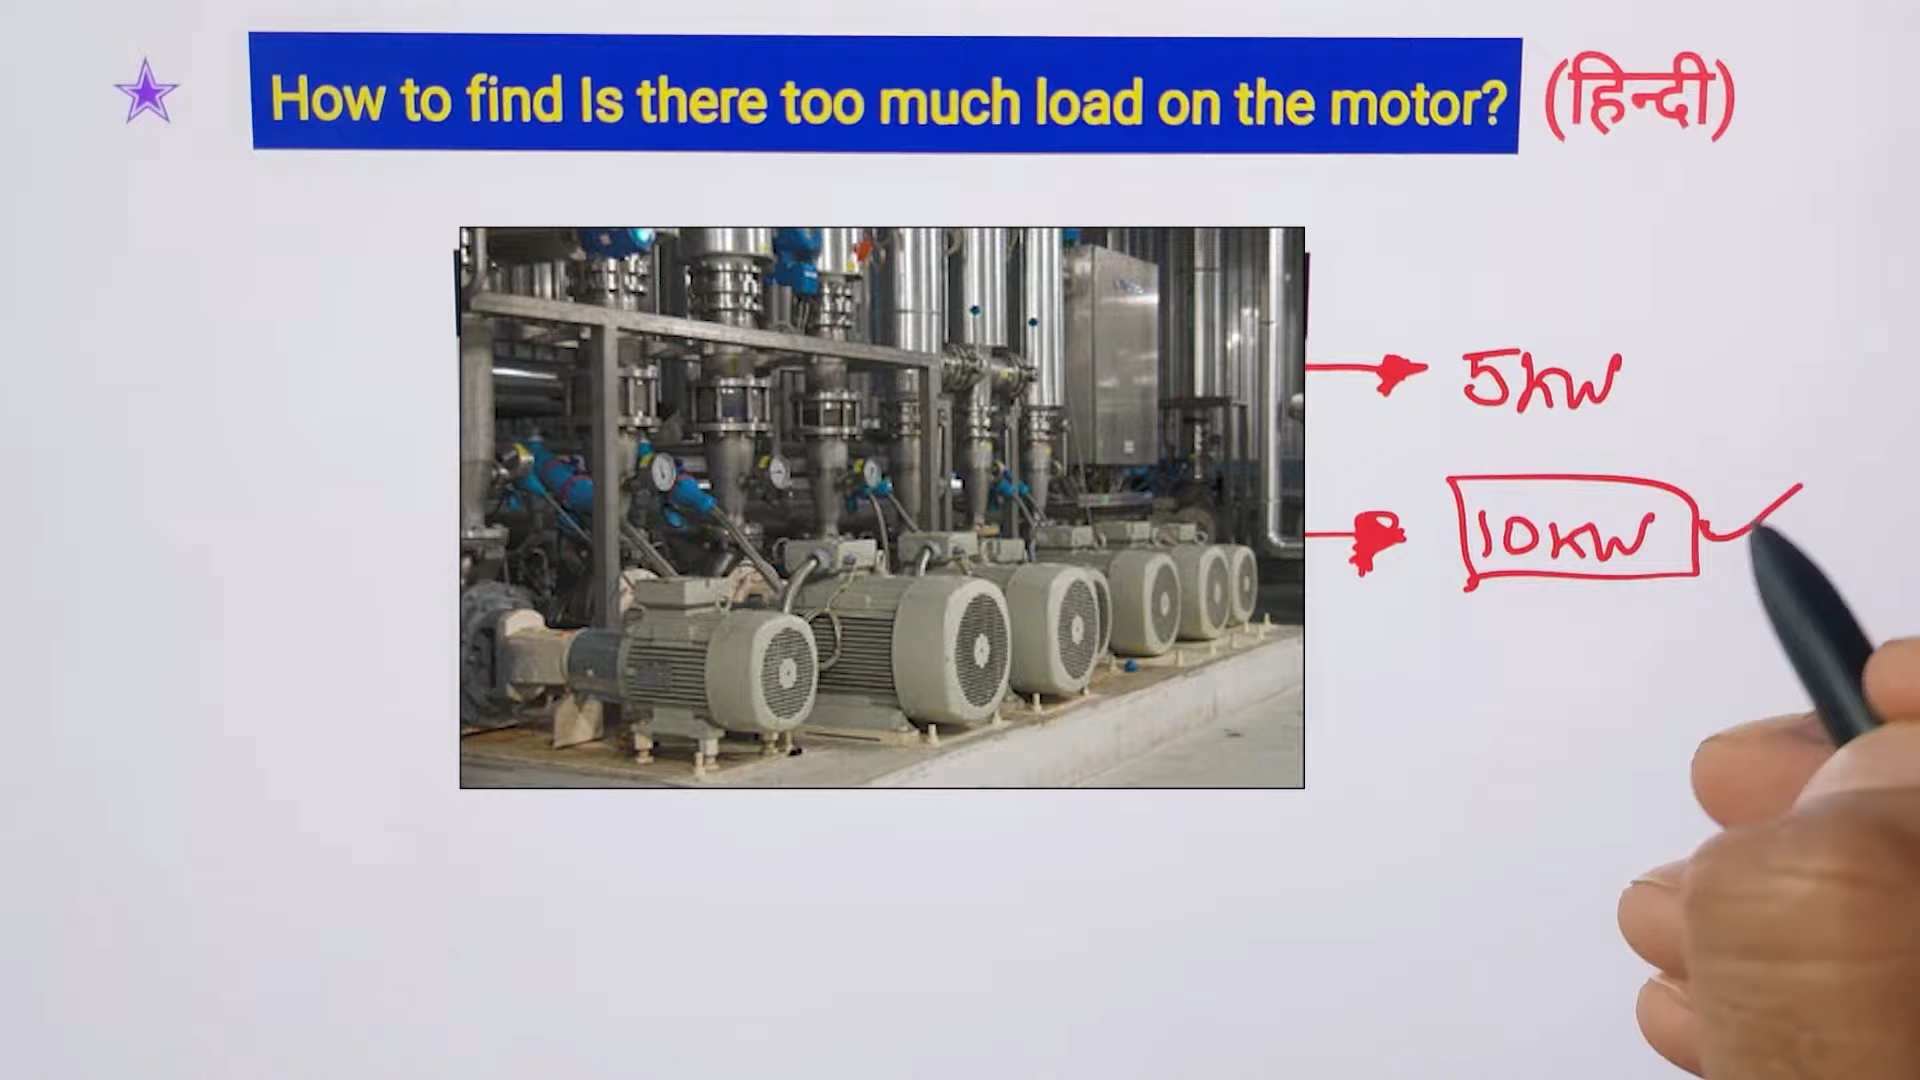 How to find Is there too much load on the motor? (हिन्दी)
5kW
10KW